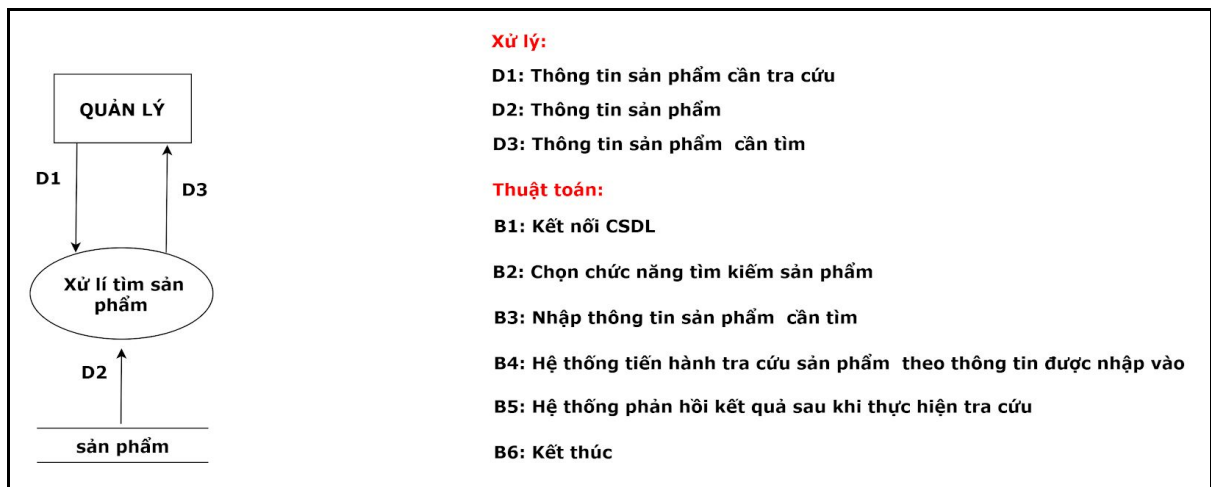 QUẢN LÝ
D1
D3
Xử lí tìm sản
phẩm
D2
sản phẩm
Xử lý:
D1: Thông tin sản phẩm cần tra cứu
D2: Thông tin sản phẩm
D3: Thông tin sản phẩm cần tìm
Thuật toán:
B1: Kết nối CSDL
B2: Chọn chức năng tìm kiếm sản phẩm
B3: Nhập thông tin sản phẩm cần tìm
B4: Hệ thống tiến hành tra cứu sản phẩm theo thông tin được nhập vào
B5: Hệ thống phản hồi kết quả sau khi thực hiện tra cứu
B6: Kết thúc